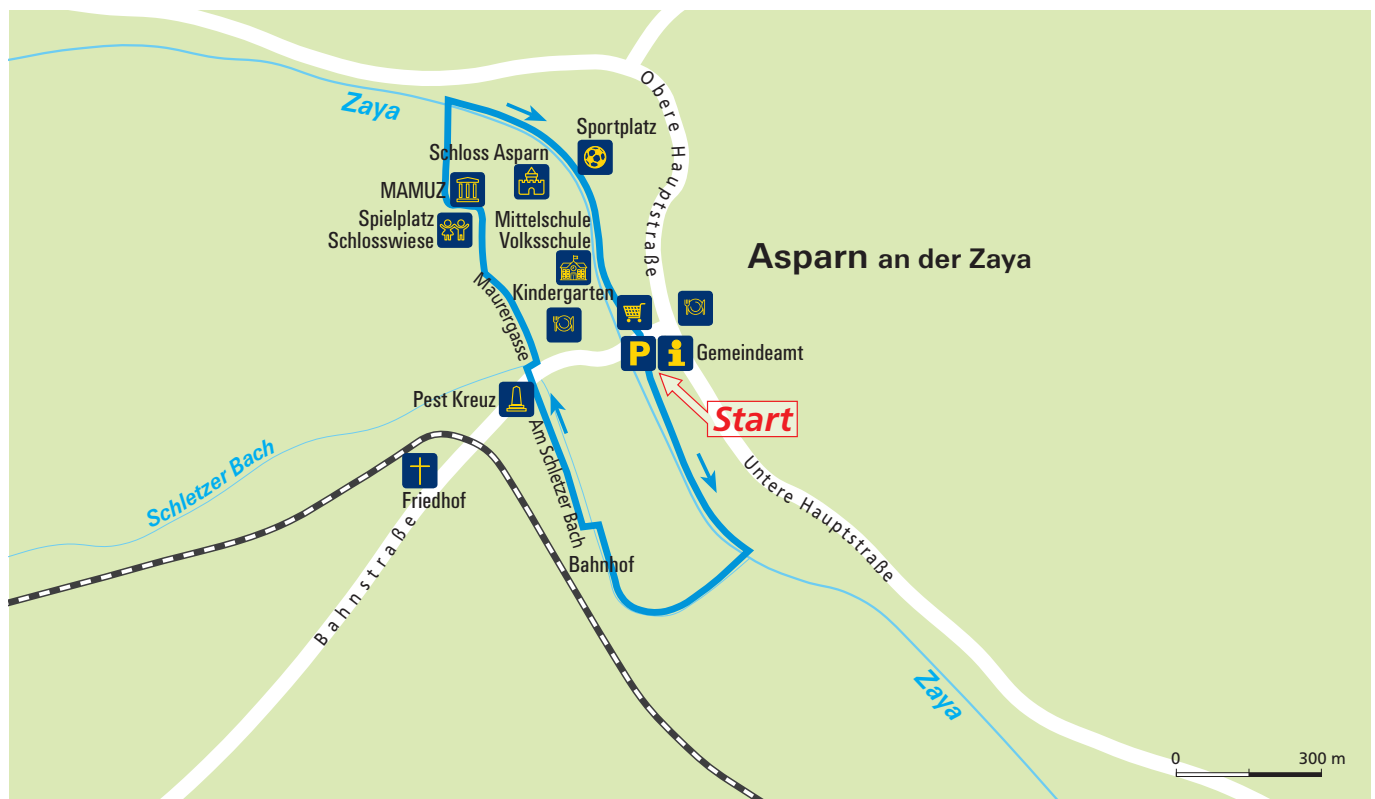 Zaya
Obere Hauptstraße
Sportplatz
Schloss Asparn
MAMUZ
Spielplatz
Schlosswiese
Mittelschule
Volksschule
Asparn an der Zaya
Maurergasse
Kindergarten
P
i
Gemeindeamt
Pest Kreuz
Start
Am Schletzer Bach
Schletzer Bach
Friedhof
Untere Hauptstraße
Bahnhof
Bahnstraße
Zaya
0 300 m